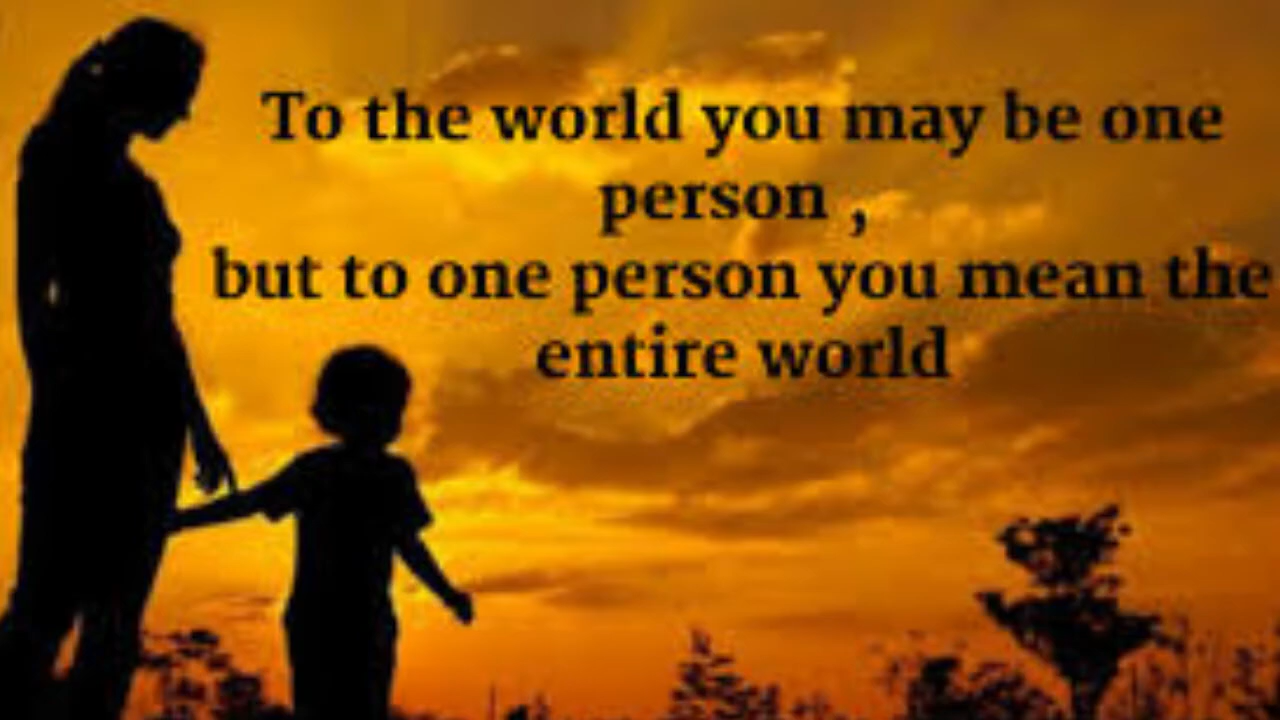 To the world you may be one
person ,
but to one person you mean the
entire world